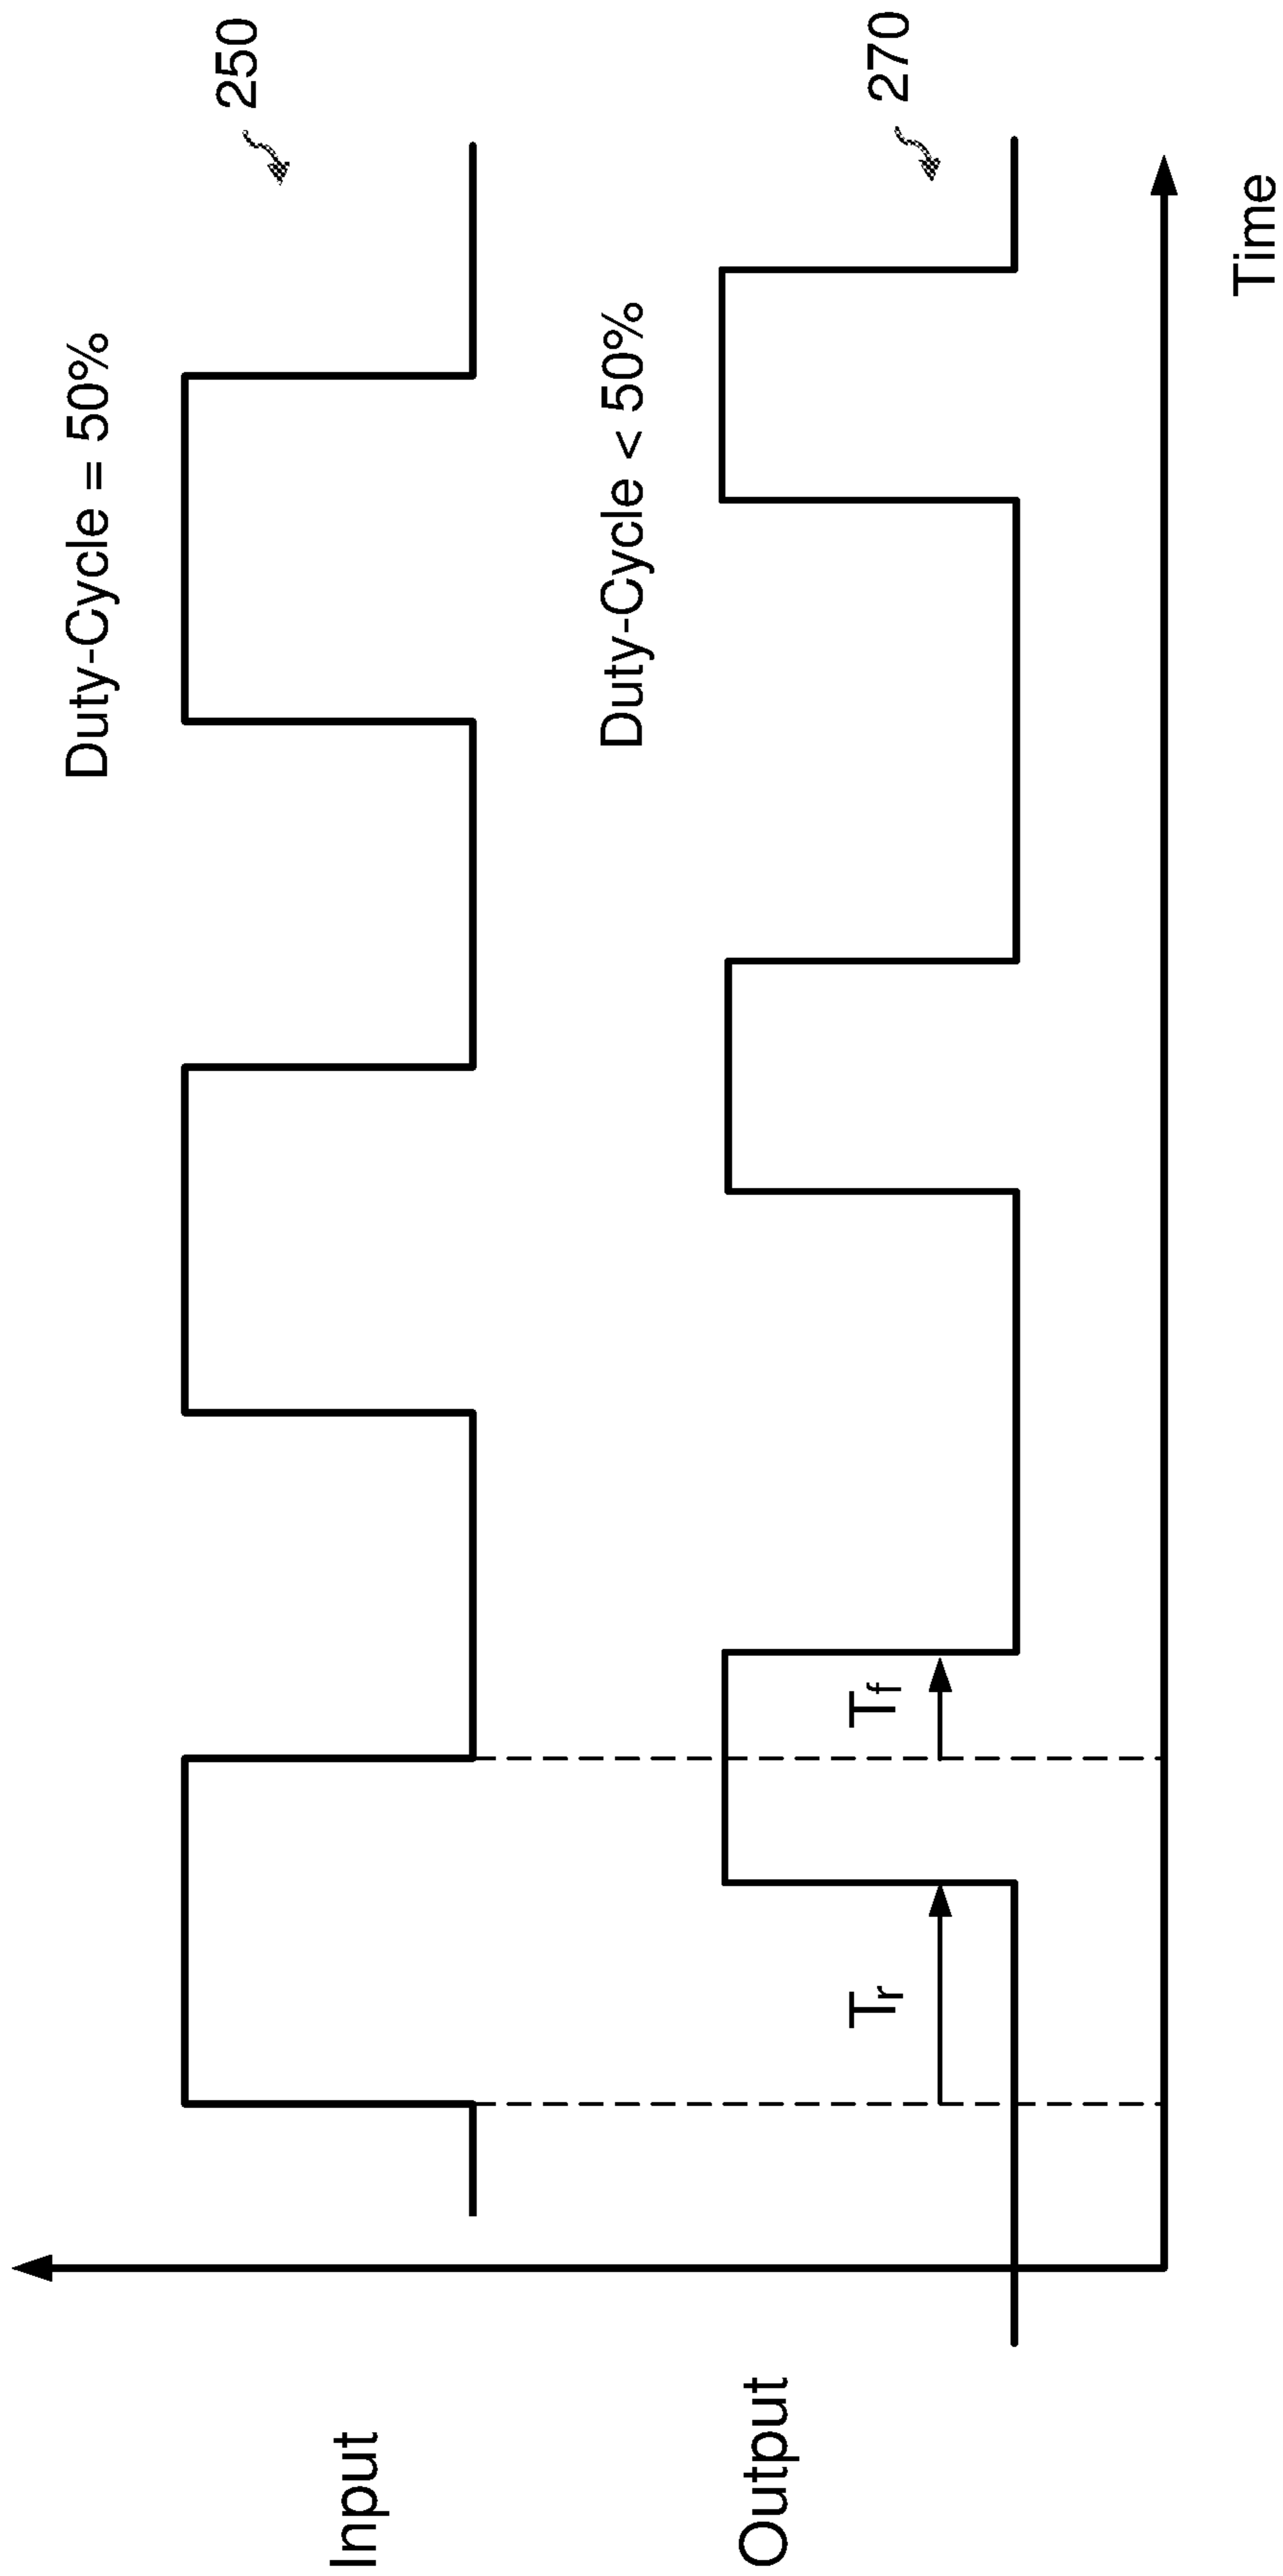 Duty-Cycle = 50%
250
Input
Duty-Cycle < 50%
270
Output
Tr
Tf
Time